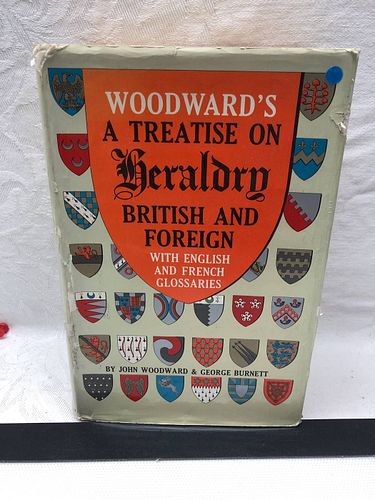 WOODWARD'S
A TREATISE ON
Heraldry
BRITISH AND
FOREIGN
WITH ENGLISH
AND FRENCH
GLOSSARIES
BY JOHN WOODWARD & GEORGE BURNETT